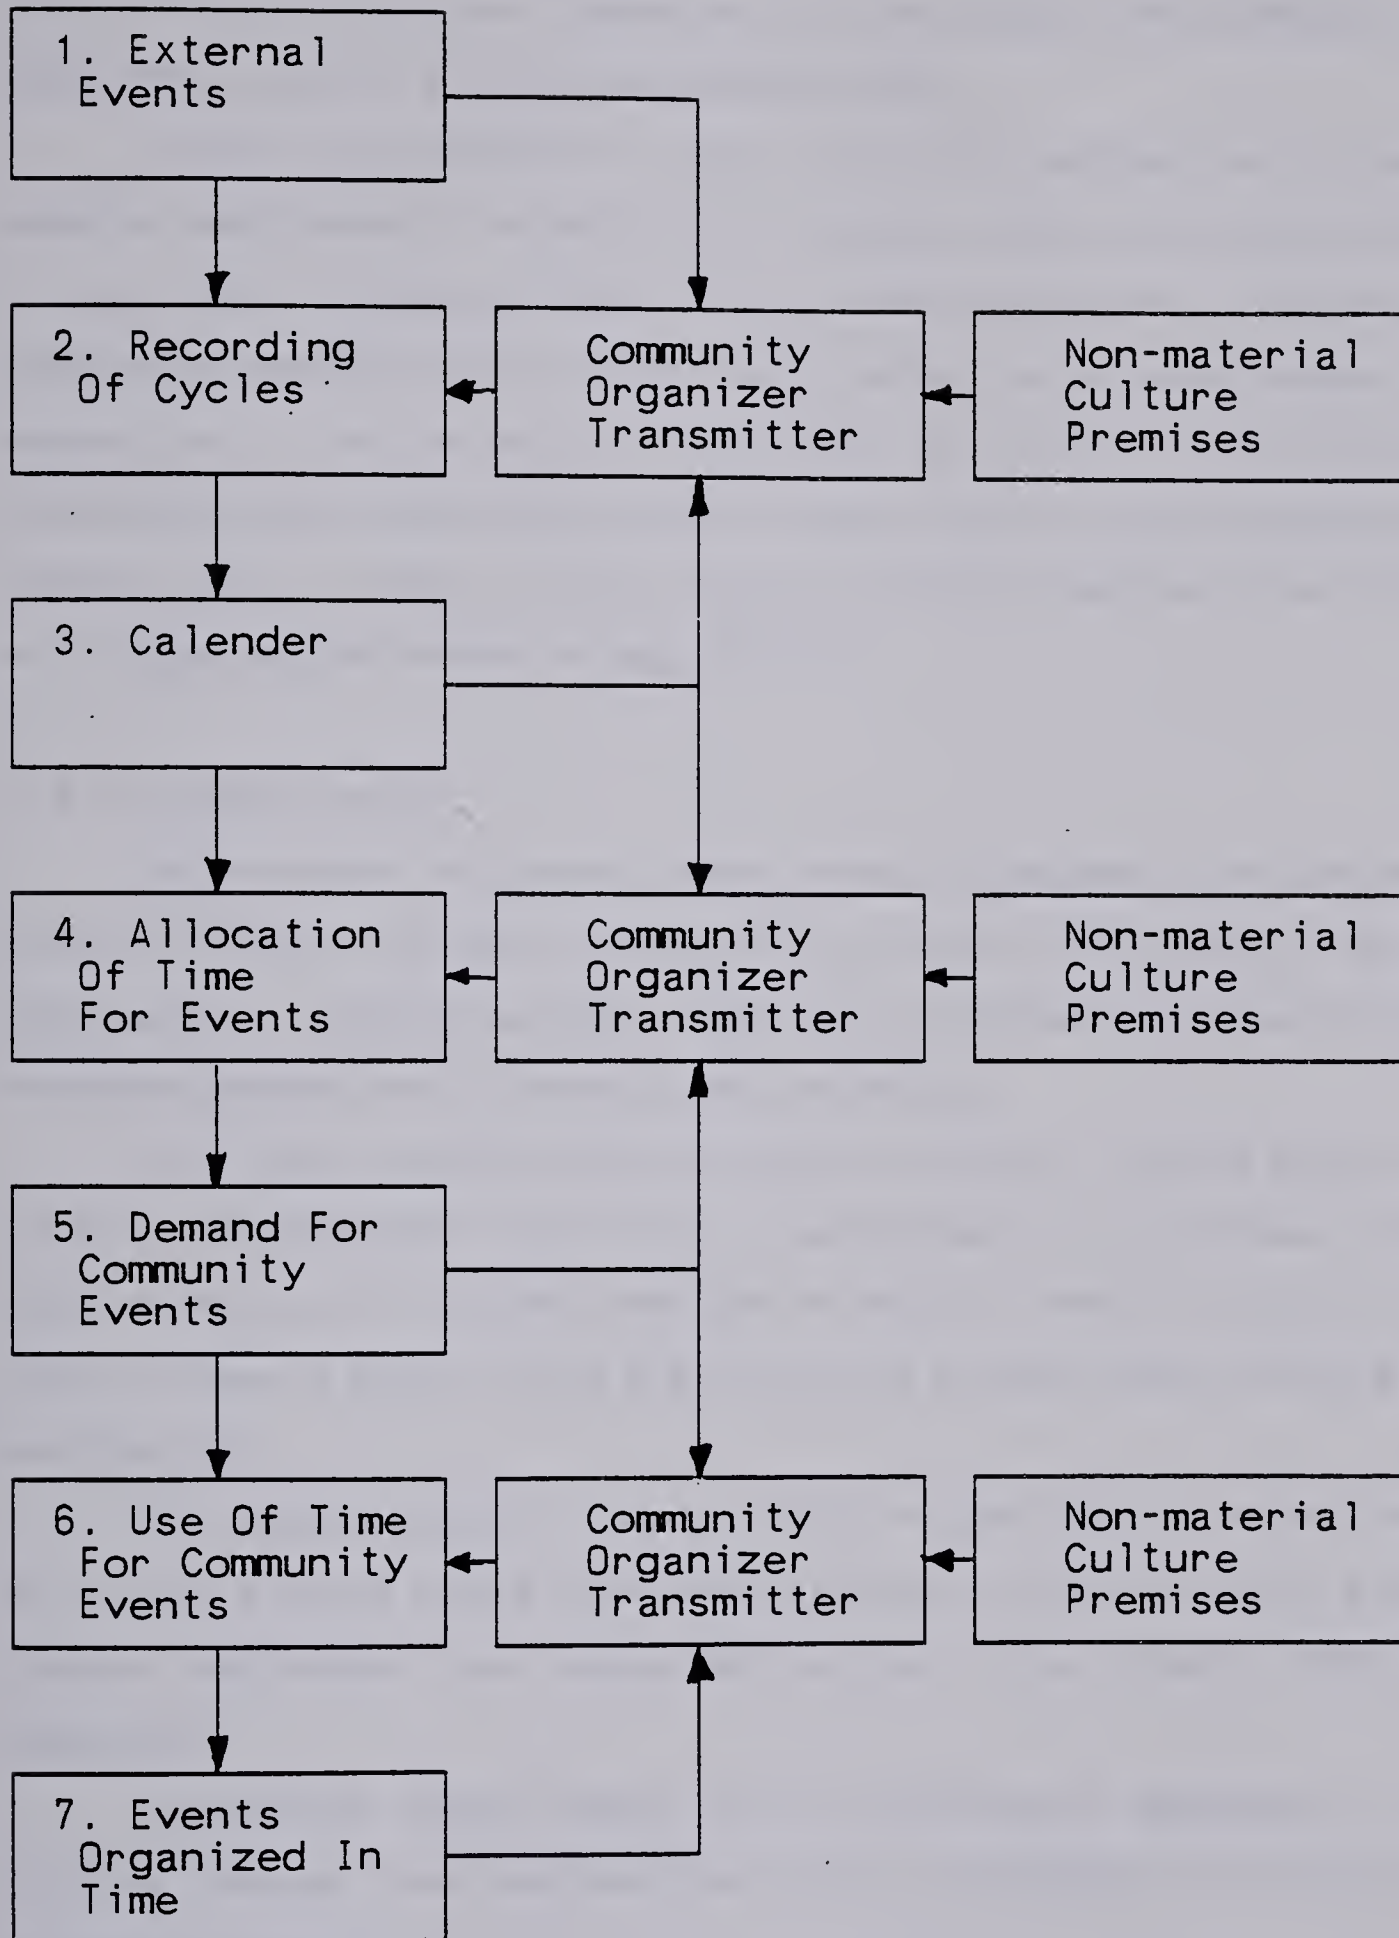 1. External
Events
2. Recording
Of Cycles
Community
Organizer
Transmitter
Non-material
Culture
Premises
3. Calender
4. Allocation
Of Time
For Events
Community
Organizer
Transmitter
Non-material
Culture
Premises
5. Demand For
Community
Events
6. Use Of Time
For Community
Events
Community
Organizer
Transmitter
Non-material
Culture
Premises
7. Events
Organized In
Time